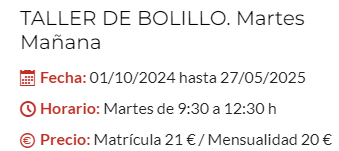 TALLER DE BOLILLO. Martes
Mañana
Fecha: 01/10/2024 hasta 27/05/2025
Horario: Martes de 9:30 a 12:30 h
Precio: Matrícula 21 € / Mensualidad 20 €